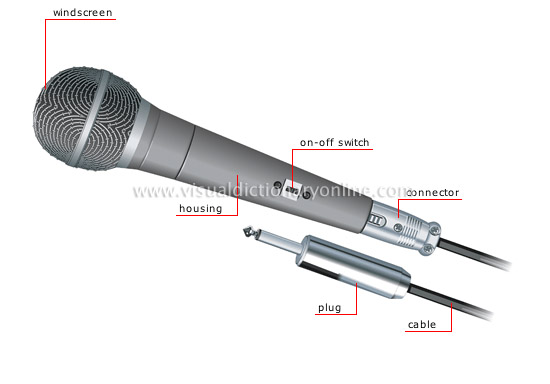 windscreen
on-off switch
www.visualdictionaryonline.com
connector
housing
plug
cable